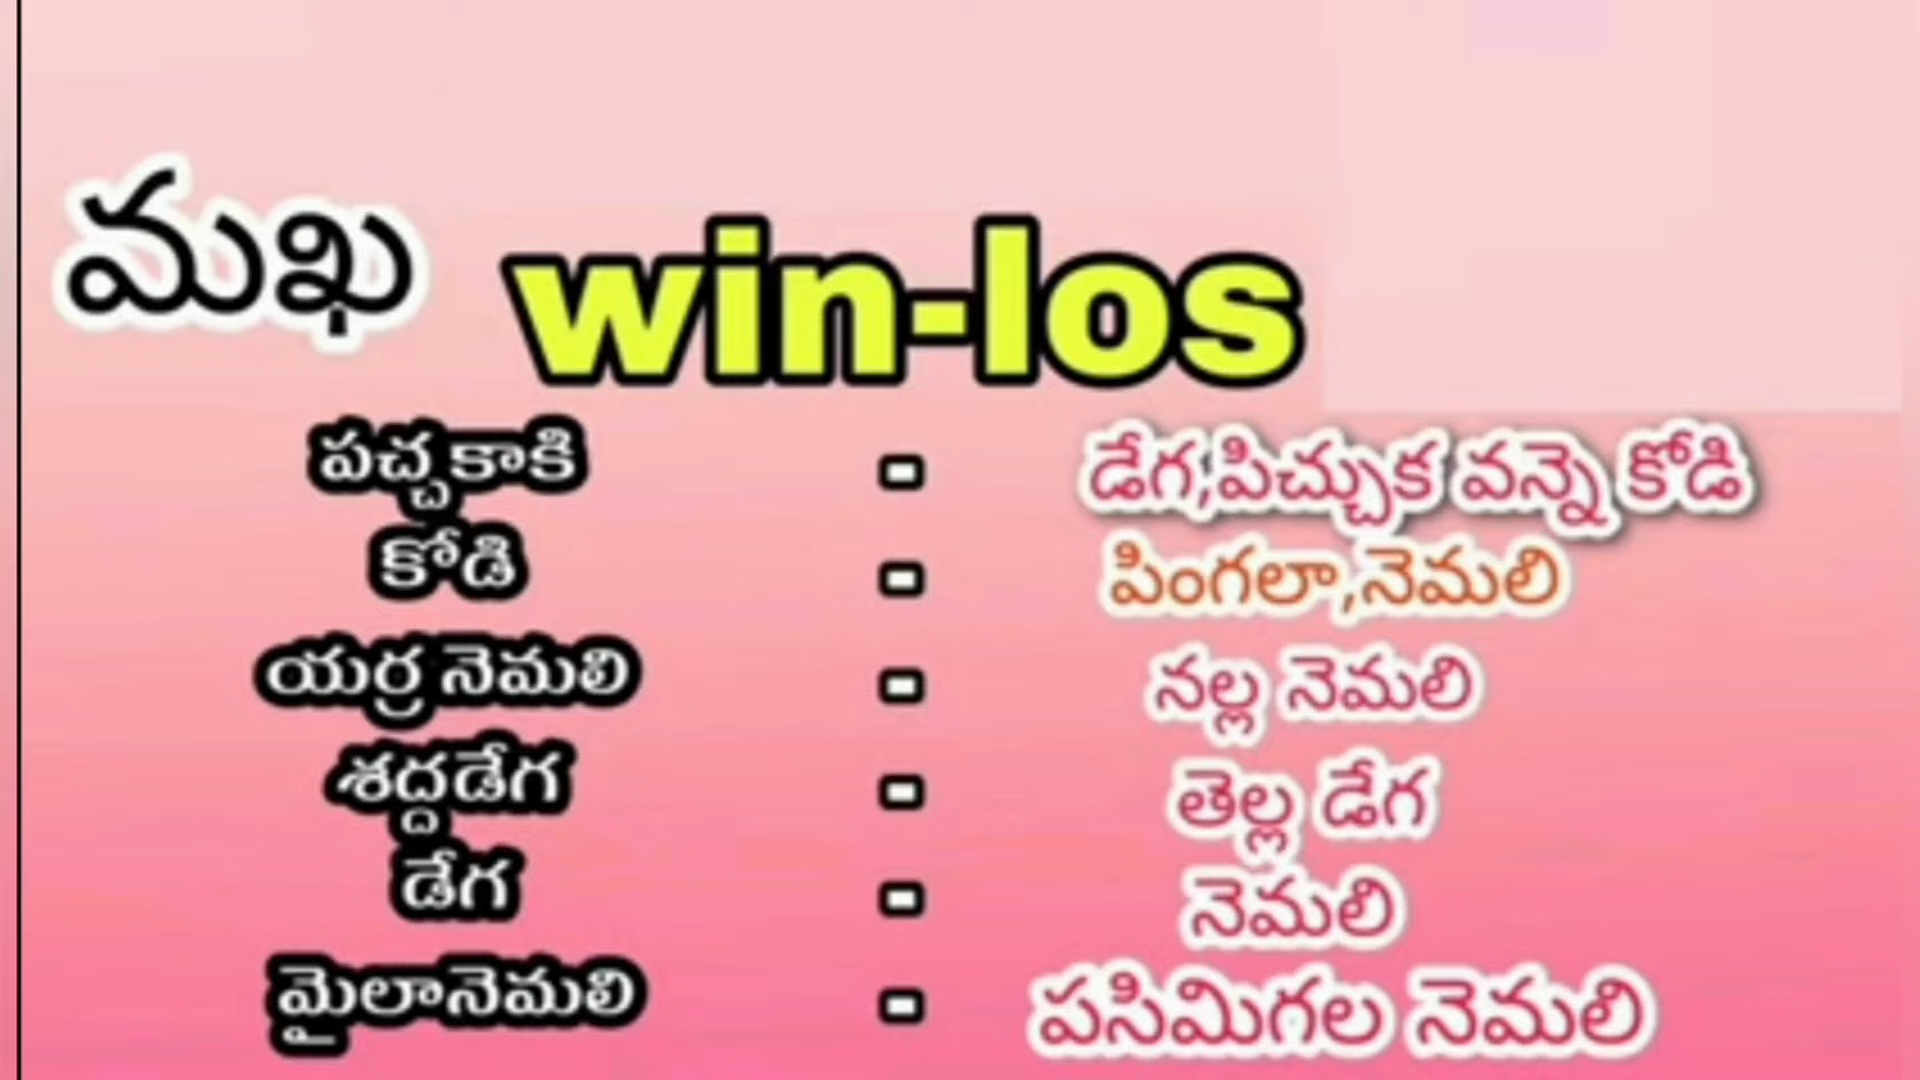 మఖ win-los
పచ్చకాకి - డేగ,పిచ్చుక వన్నె కోడి
కోడి - పింగలా,నెమలి
యర్ర నెమలి - నల్ల నెమలి
శద్దడేగ - తెల్ల డేగ
డేగ - నెమలి
మైలానెమలి - పసిమిగల నెమలి